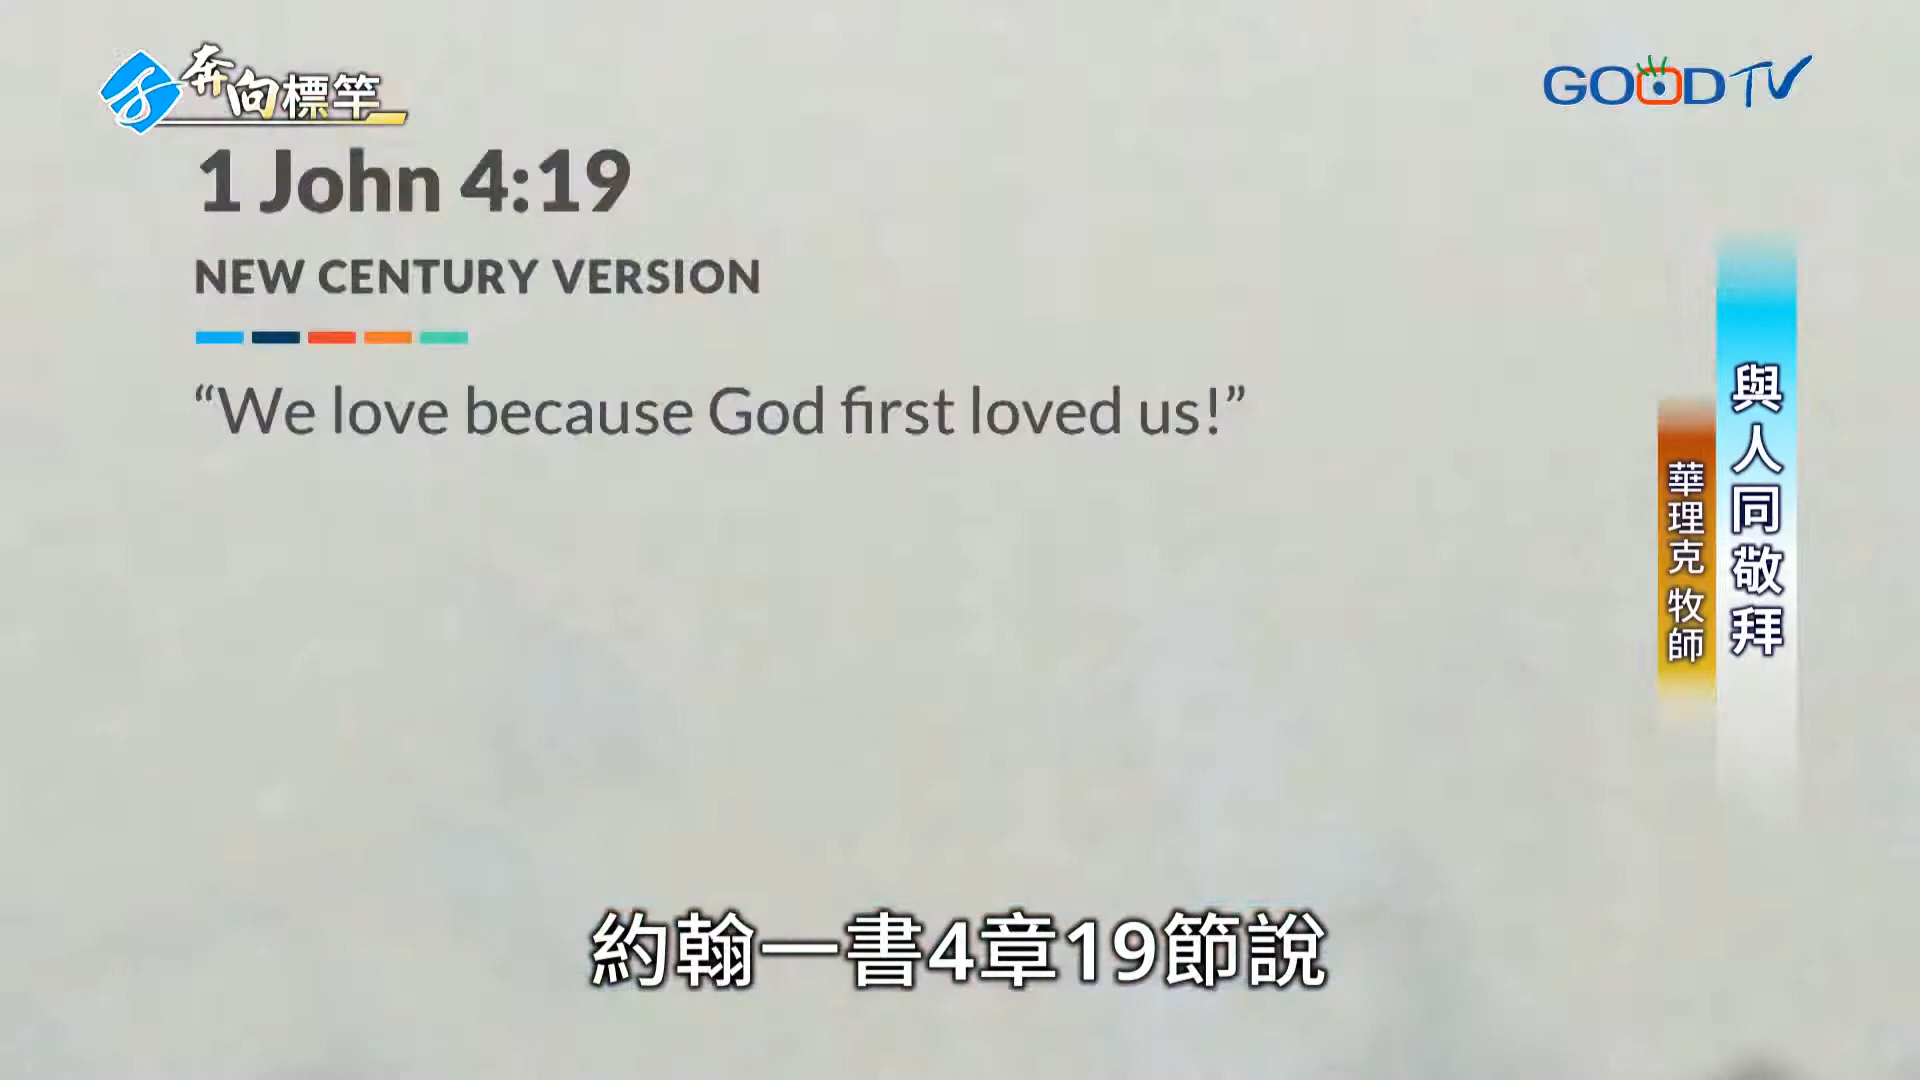 奔向標竿
GOOD TV
1 John 4:19
NEW CENTURY VERSION
“We love because God first loved us!”
與人同敬拜
華理克 牧師
約翰一書4章19節說